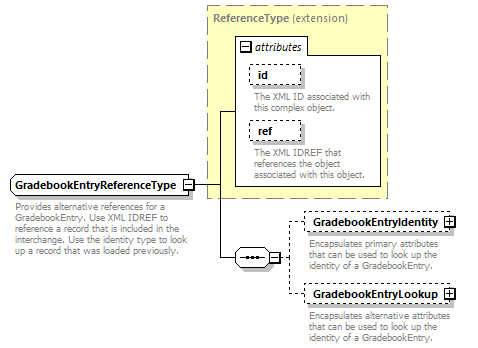 ReferenceType (extension)
attributes
id
The XML ID associated with
this complex object.
ref
The XML IDREF that
references the object
associated with this object.
GradebookEntryReferenceType
Provides alternative references for a
GradebookEntry. Use XML IDREF to
reference a record that is included in the
interchange. Use the identity type to look
up a record that was loaded previously.
GradebookEntryIdentity
Encapsulates primary attributes
that can be used to look up the
identity of a GradebookEntry.
GradebookEntryLookup
Encapsulates alternative attributes
that can be used to look up the
identity of a GradebookEntry.